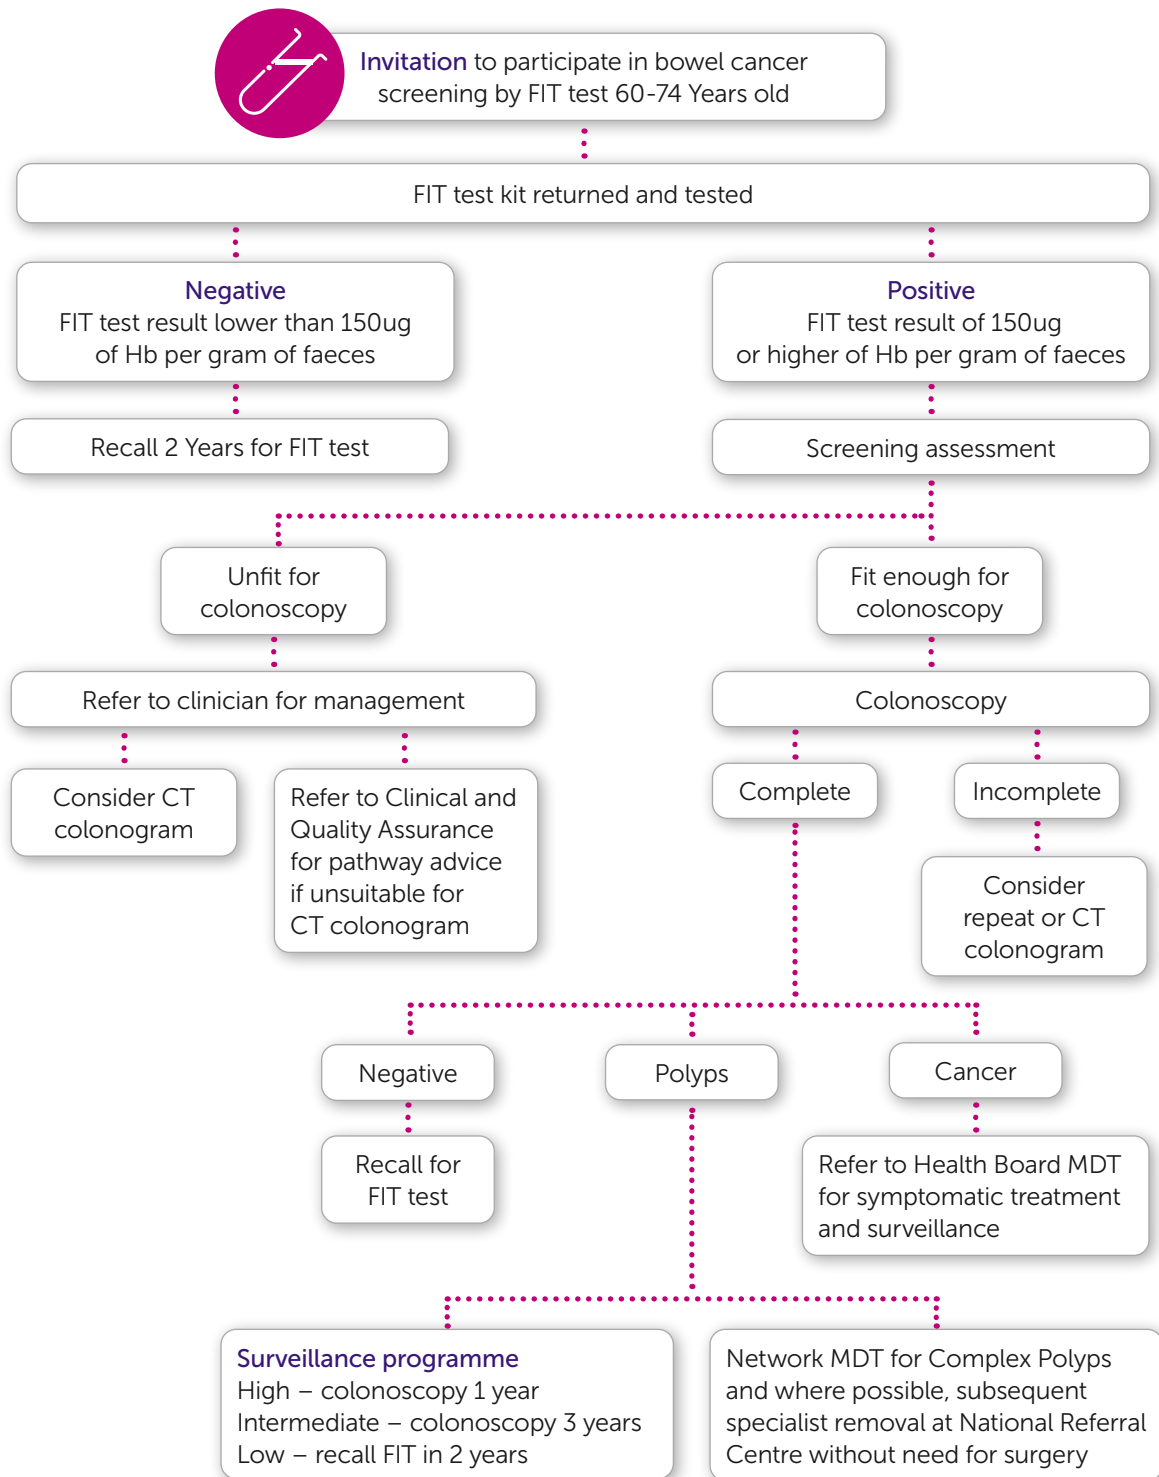 Invitation to participate in bowel cancer
screening by FIT test 60-74 Years old
FIT test kit returned and tested
Negative
FIT test result lower than 150ug
of Hb per gram of faeces
Positive
FIT test result of 150ug
or higher of Hb per gram of faeces
Recall 2 Years for FIT test
Screening assessment
Unfit for
colonoscopy
Fit enough for
colonoscopy
Refer to clinician for management
Colonoscopy
Consider CT
colonogram
Refer to Clinical and
Quality Assurance
for pathway advice
if unsuitable for
CT colonogram
Complete
Incomplete
Consider
repeat or CT
colonogram
Negative
Polyps
Cancer
Recall for
FIT test
Refer to Health Board MDT
for symptomatic treatment
and surveillance
Surveillance programme
High – colonoscopy 1 year
Intermediate – colonoscopy 3 years
Low – recall FIT in 2 years
Network MDT for Complex Polyps
and where possible, subsequent
specialist removal at National Referral
Centre without need for surgery